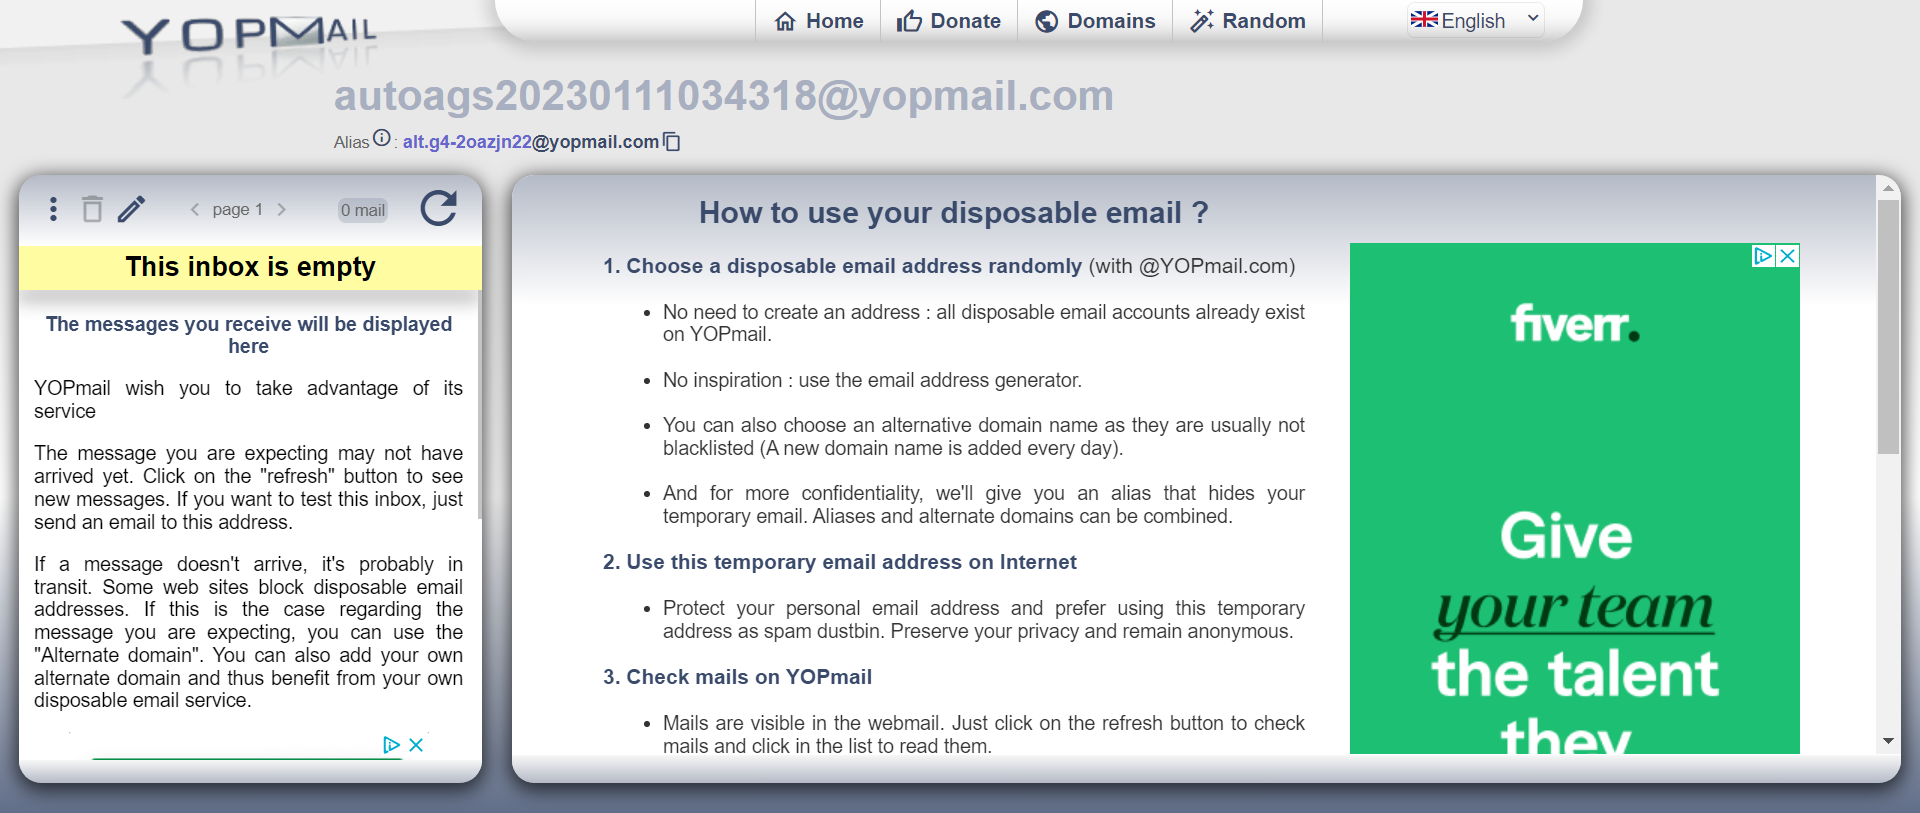 YOPMAIL
Home
Donate
Domains
Random
English
autoags20230111034318@yopmail.com
Alias : alt.g4-2oazjn22@yopmail.com
page 1
0 mail
This inbox is empty
The messages you receive will be displayed
here
YOPmail wish you to take advantage of its
service
The message you are expecting may not have
arrived yet. Click on the "refresh" button to see
new messages. If you want to test this inbox, just
send an email to this address.
If a message doesn't arrive, it's probably in
transit. Some web sites block disposable email
addresses. If this is the case regarding the
message you are expecting, you can use the
"Alternate domain". You can also add your own
alternate domain and thus benefit from your own
disposable email service.
How to use your disposable email ?
1. Choose a disposable email address randomly (with @YOPmail.com)
• No need to create an address : all disposable email accounts already exist
on YOPmail.
• No inspiration : use the email address generator.
• You can also choose an alternative domain name as they are usually not
blacklisted (A new domain name is added every day).
• And for more confidentiality, we'll give you an alias that hides your
temporary email. Aliases and alternate domains can be combined.
2. Use this temporary email address on Internet
• Protect your personal email address and prefer using this temporary
address as spam dustbin. Preserve your privacy and remain anonymous.
3. Check mails on YOPmail
• Mails are visible in the webmail. Just click on the refresh button to check
mails and click in the list to read them.
fiverr.
Give
your team
the talent
they